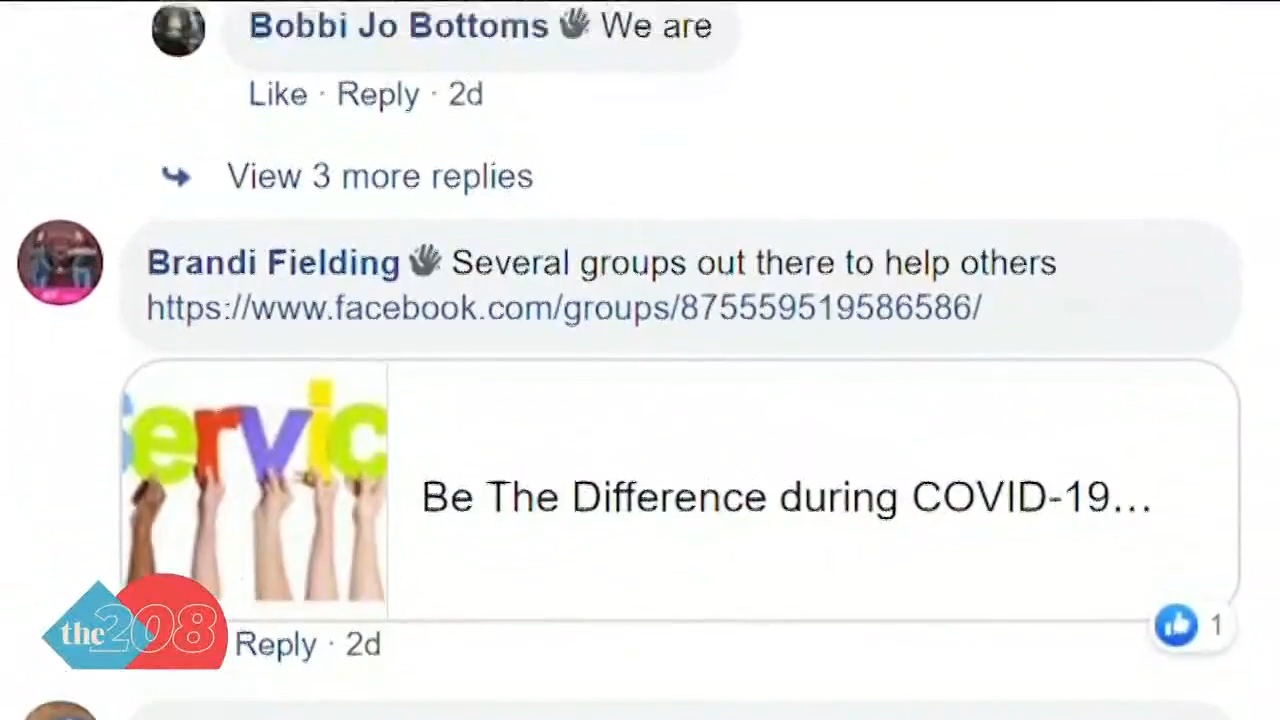 Bobbi Jo Bottoms We are
Like · Reply · 2d
View 3 more replies
Brandi Fielding Several groups out there to help others
https://www.facebook.com/groups/875559519586586/
Servic
Be The Difference during COVID-19...
1
the208
Reply · 2d